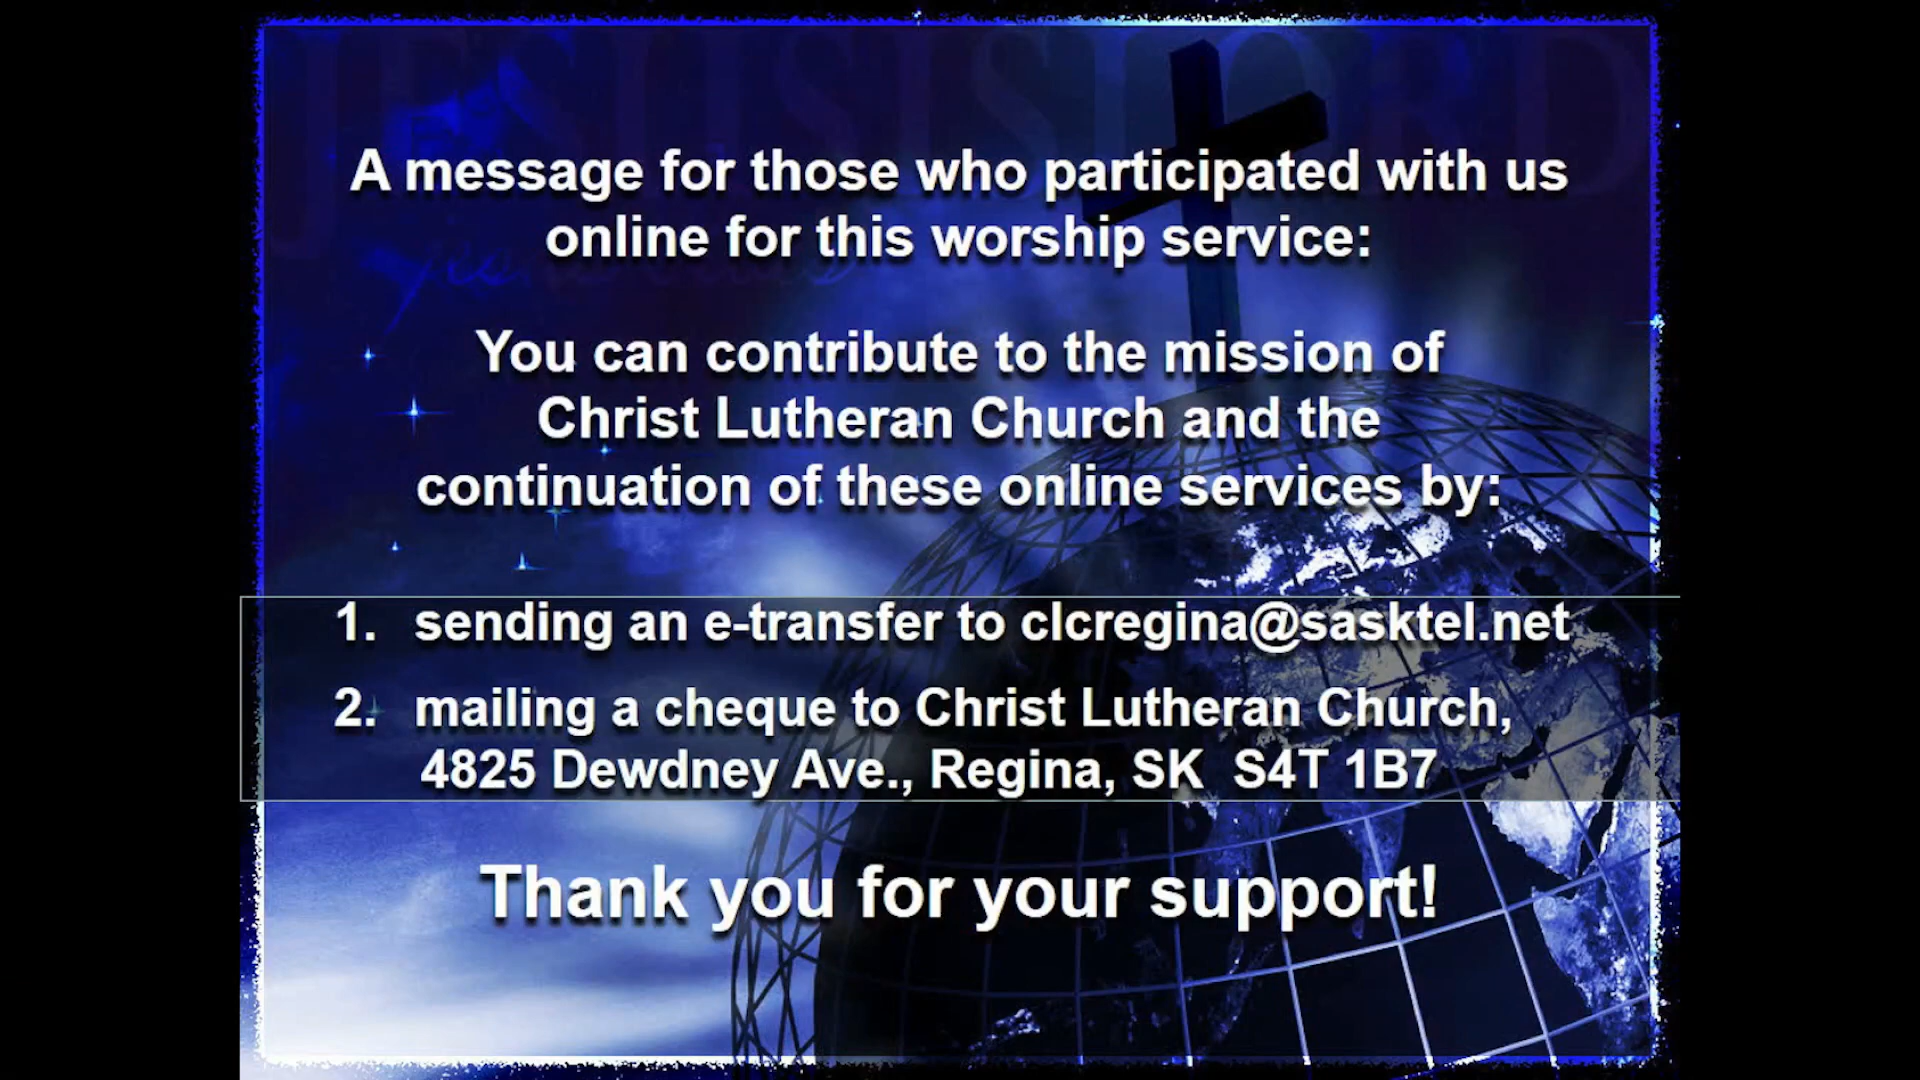 JESUS IS LORD
A message for those who participated with us
online for this worship service:
You can contribute to the mission of
Christ Lutheran Church and the
continuation of these online services by:
1. sending an e-transfer to clcregina@sasktel.net
2. mailing a cheque to Christ Lutheran Church,
4825 Dewdney Ave., Regina, SK  S4T 1B7
Thank you for your support!